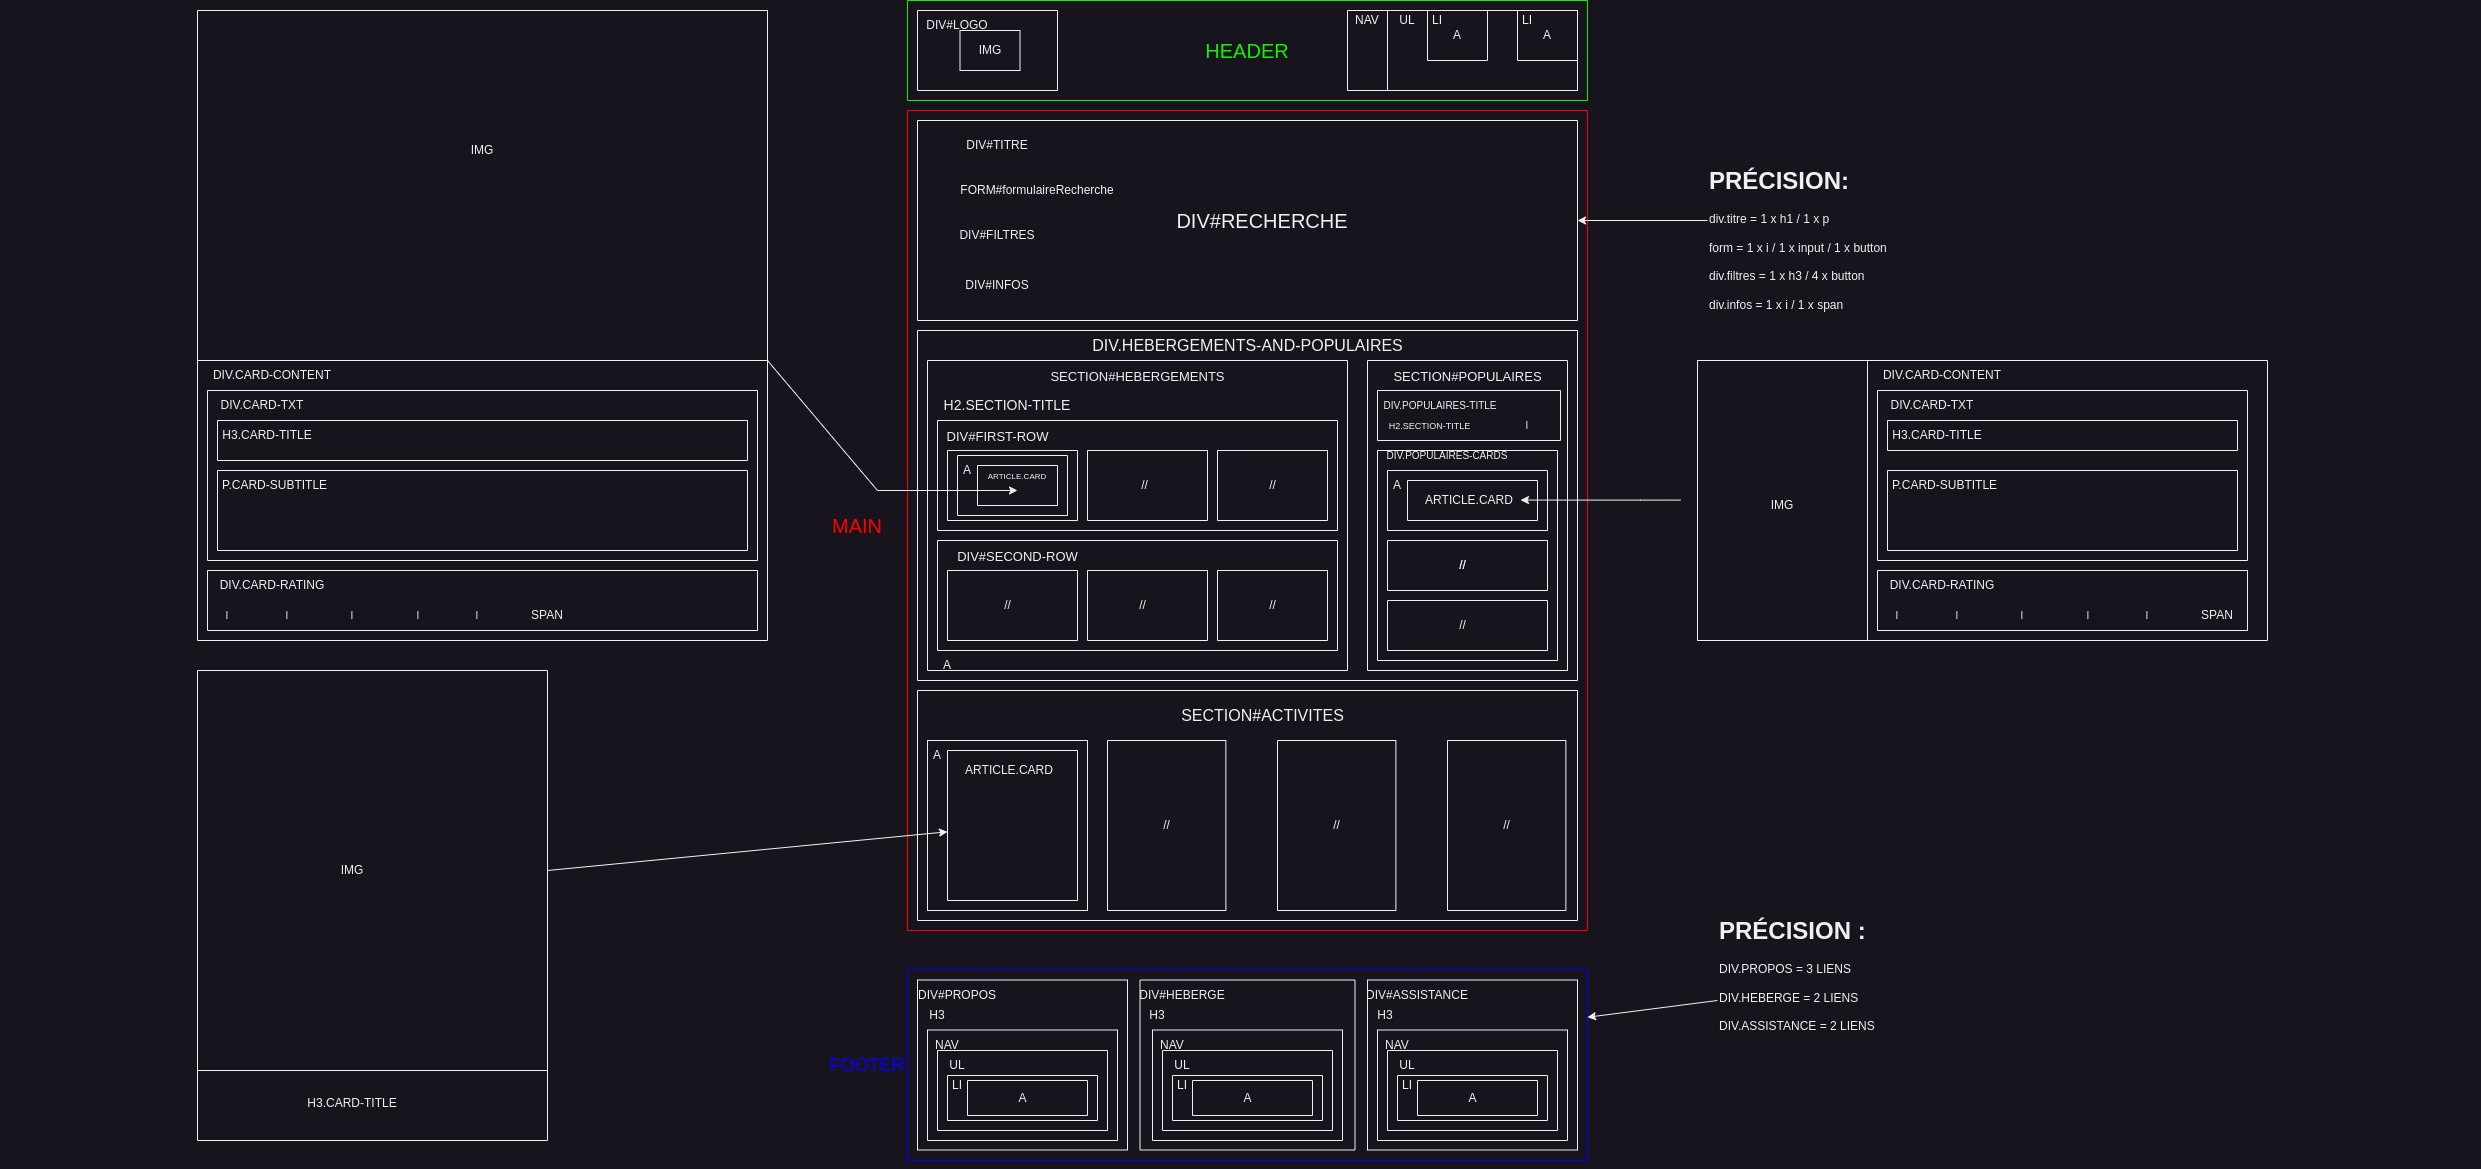 DIV#LOGO
IMG
HEADER
NAV
UL
LI
A
LI
A
IMG
DIV.CARD-CONTENT
DIV.CARD-TXT
H3.CARD-TITLE
P.CARD-SUBTITLE
DIV.CARD-RATING
I I I I I SPAN
IMG
H3.CARD-TITLE
MAIN
DIV#TITRE
FORM#formulaireRecherche
DIV#RECHERCHE
DIV#FILTRES
DIV#INFOS
PRÉCISION:
div.titre = 1 x h1 / 1 x p
form = 1 x i / 1 x input / 1 x button
div.filtres = 1 x h3 / 4 x button
div.infos = 1 x i / 1 x span
DIV.HEBERGEMENTS-AND-POPULAIRES
SECTION#HEBERGEMENTS
H2.SECTION-TITLE
DIV#FIRST-ROW
A
ARTICLE.CARD
//
//
DIV#SECOND-ROW
//
//
//
A
SECTION#POPULAIRES
DIV.POPULAIRES-TITLE
H2.SECTION-TITLE I
DIV.POPULAIRES-CARDS
A
ARTICLE.CARD
//
//
IMG
DIV.CARD-CONTENT
DIV.CARD-TXT
H3.CARD-TITLE
P.CARD-SUBTITLE
DIV.CARD-RATING
I I I I I SPAN
SECTION#ACTIVITES
A
ARTICLE.CARD
//
//
//
FOOTER
DIV#PROPOS
H3
NAV
UL
LI
A
DIV#HEBERGE
H3
NAV
UL
LI
A
DIV#ASSISTANCE
H3
NAV
UL
LI
A
PRÉCISION :
DIV.PROPOS = 3 LIENS
DIV.HEBERGE = 2 LIENS
DIV.ASSISTANCE = 2 LIENS